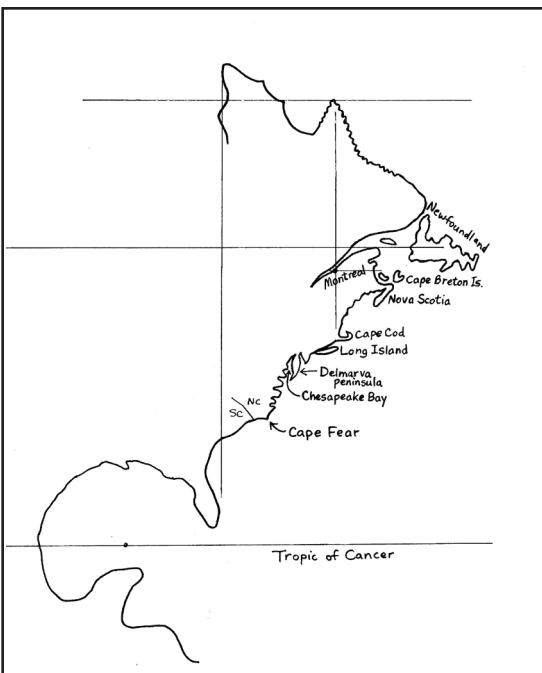 Newfoundland
Montreal
Cape Breton Is.
Nova Scotia
Cape Cod
Long Island
Delmarva
peninsula
Chesapeake Bay
NC
SC
Cape Fear
Tropic of Cancer